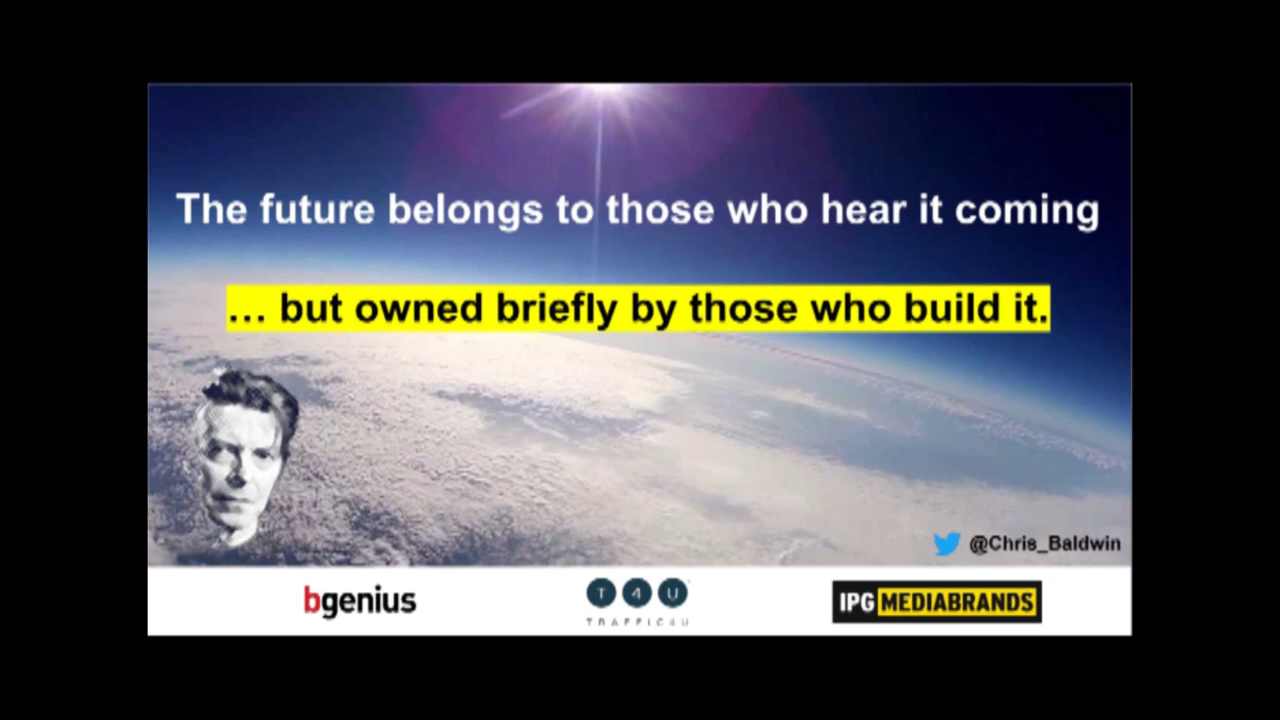 The future belongs to those who hear it coming
... but owned briefly by those who build it.
@Chris_Baldwin
bgenius
T4U
TRAFFIC4U
IPG MEDIABRANDS